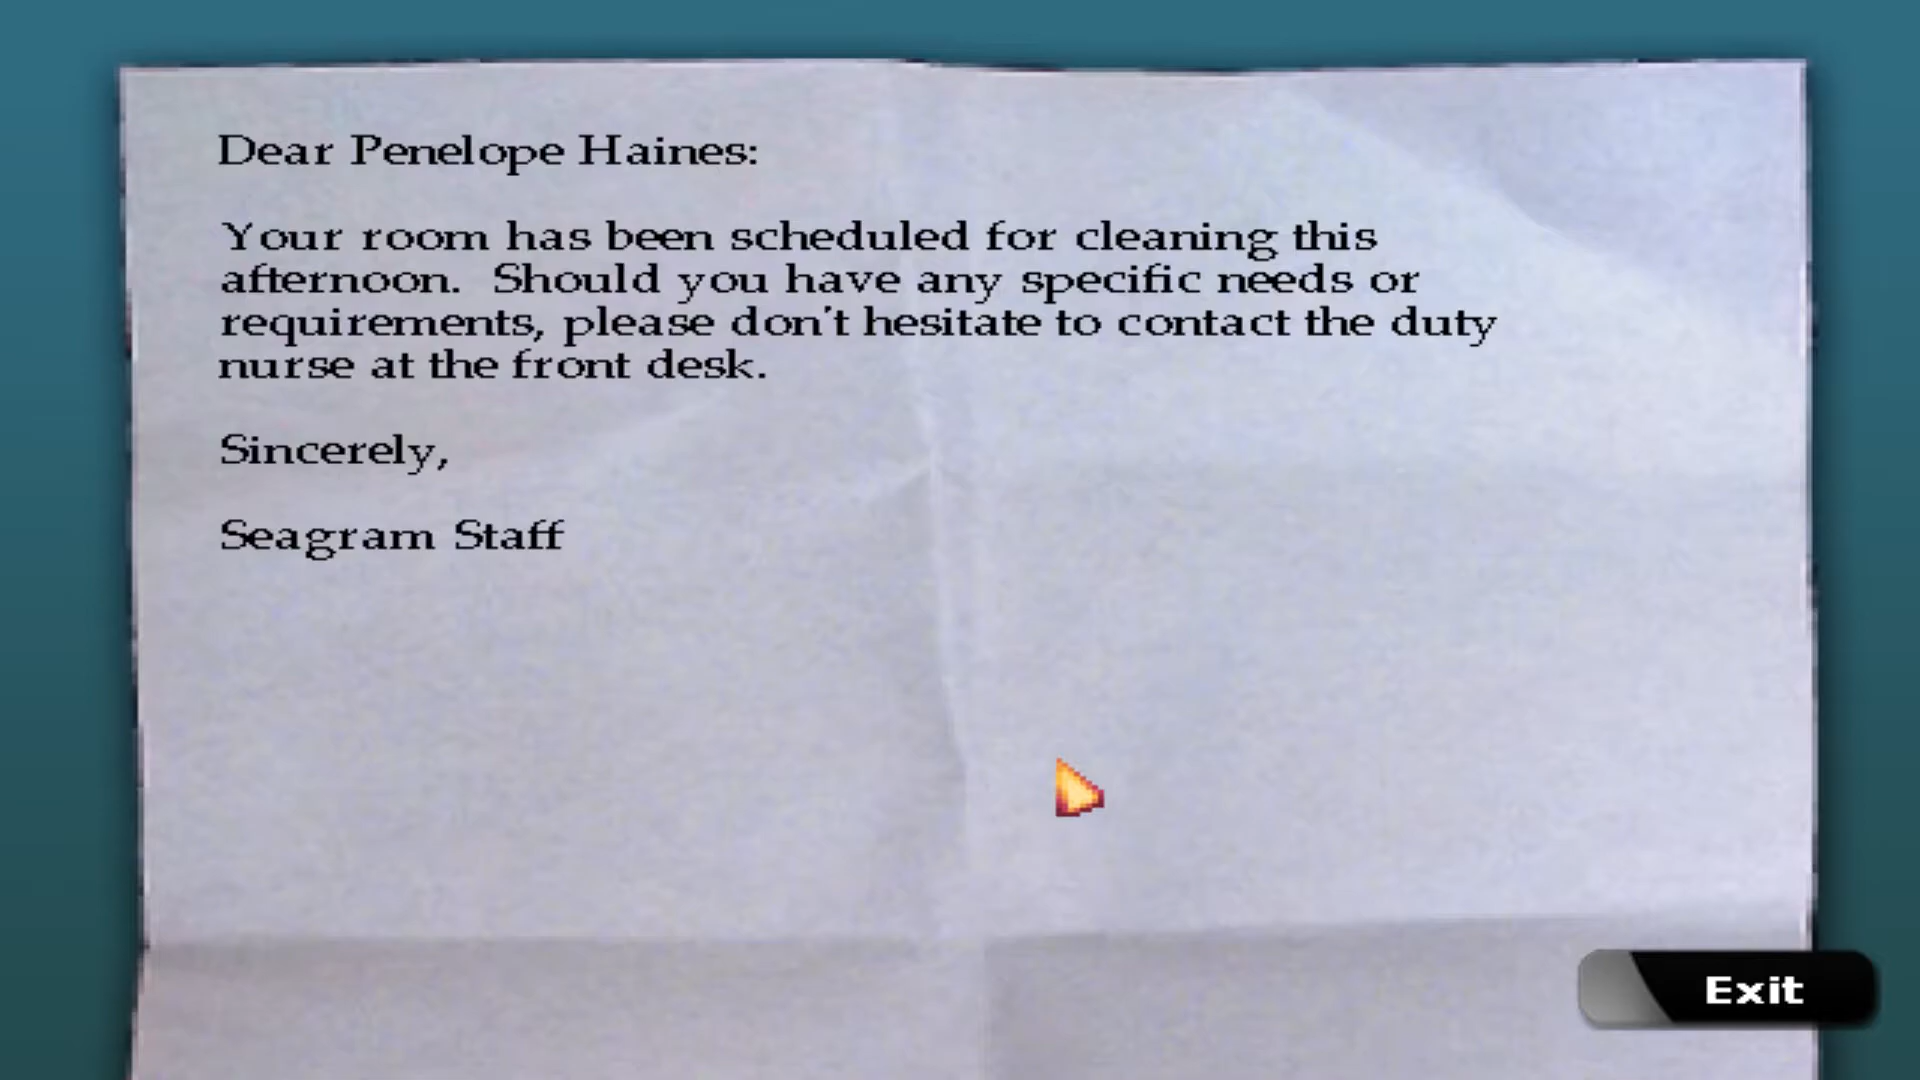 Dear Penelope Haines:
Your room has been scheduled for cleaning this
afternoon.  Should you have any specific needs or
requirements, please don't hesitate to contact the duty
nurse at the front desk.
Sincerely,
Seagram Staff
Exit